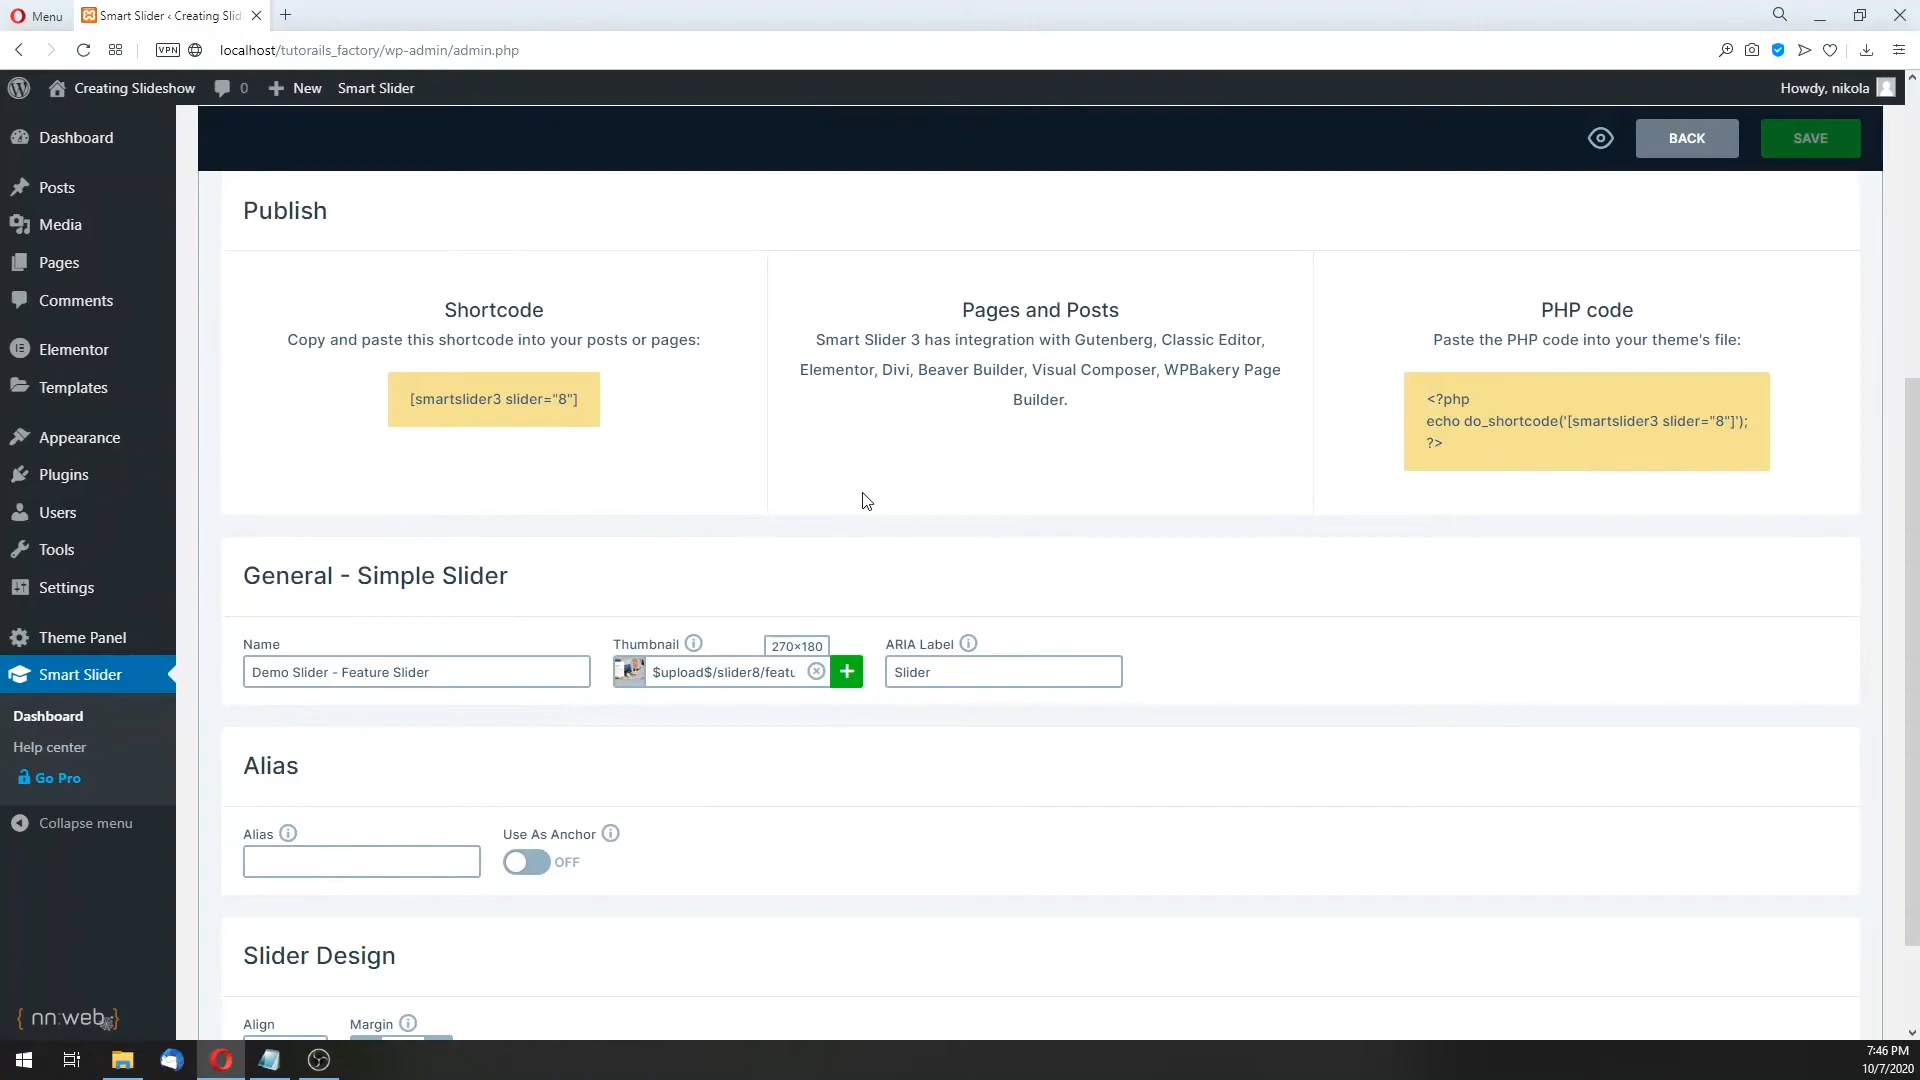 Menu
Smart Slider ‹ Creating Slid
VPN
localhost/tutorails_factory/wp-admin/admin.php
Creating Slideshow
0
New
Smart Slider
Howdy, nikola
BACK
SAVE
Dashboard
Posts
Media
Pages
Comments
Elementor
Templates
Appearance
Plugins
Users
Tools
Settings
Theme Panel
Smart Slider
Dashboard
Help center
Go Pro
Collapse menu
{ nn:web }
Publish
Shortcode
Copy and paste this shortcode into your posts or pages:
[smartslider3 slider="8"]
Pages and Posts
Smart Slider 3 has integration with Gutenberg, Classic Editor,
Elementor, Divi, Beaver Builder, Visual Composer, WPBakery Page
Builder.
PHP code
Paste the PHP code into your theme's file:
<?php
echo do_shortcode('[smartslider3 slider="8"]');
?>
General - Simple Slider
Name
Demo Slider - Feature Slider
Thumbnail
270×180
$upload$/slider8/featu
ARIA Label
Slider
Alias
Alias
Use As Anchor
OFF
Slider Design
Align
Margin
7:46 PM
10/7/2020